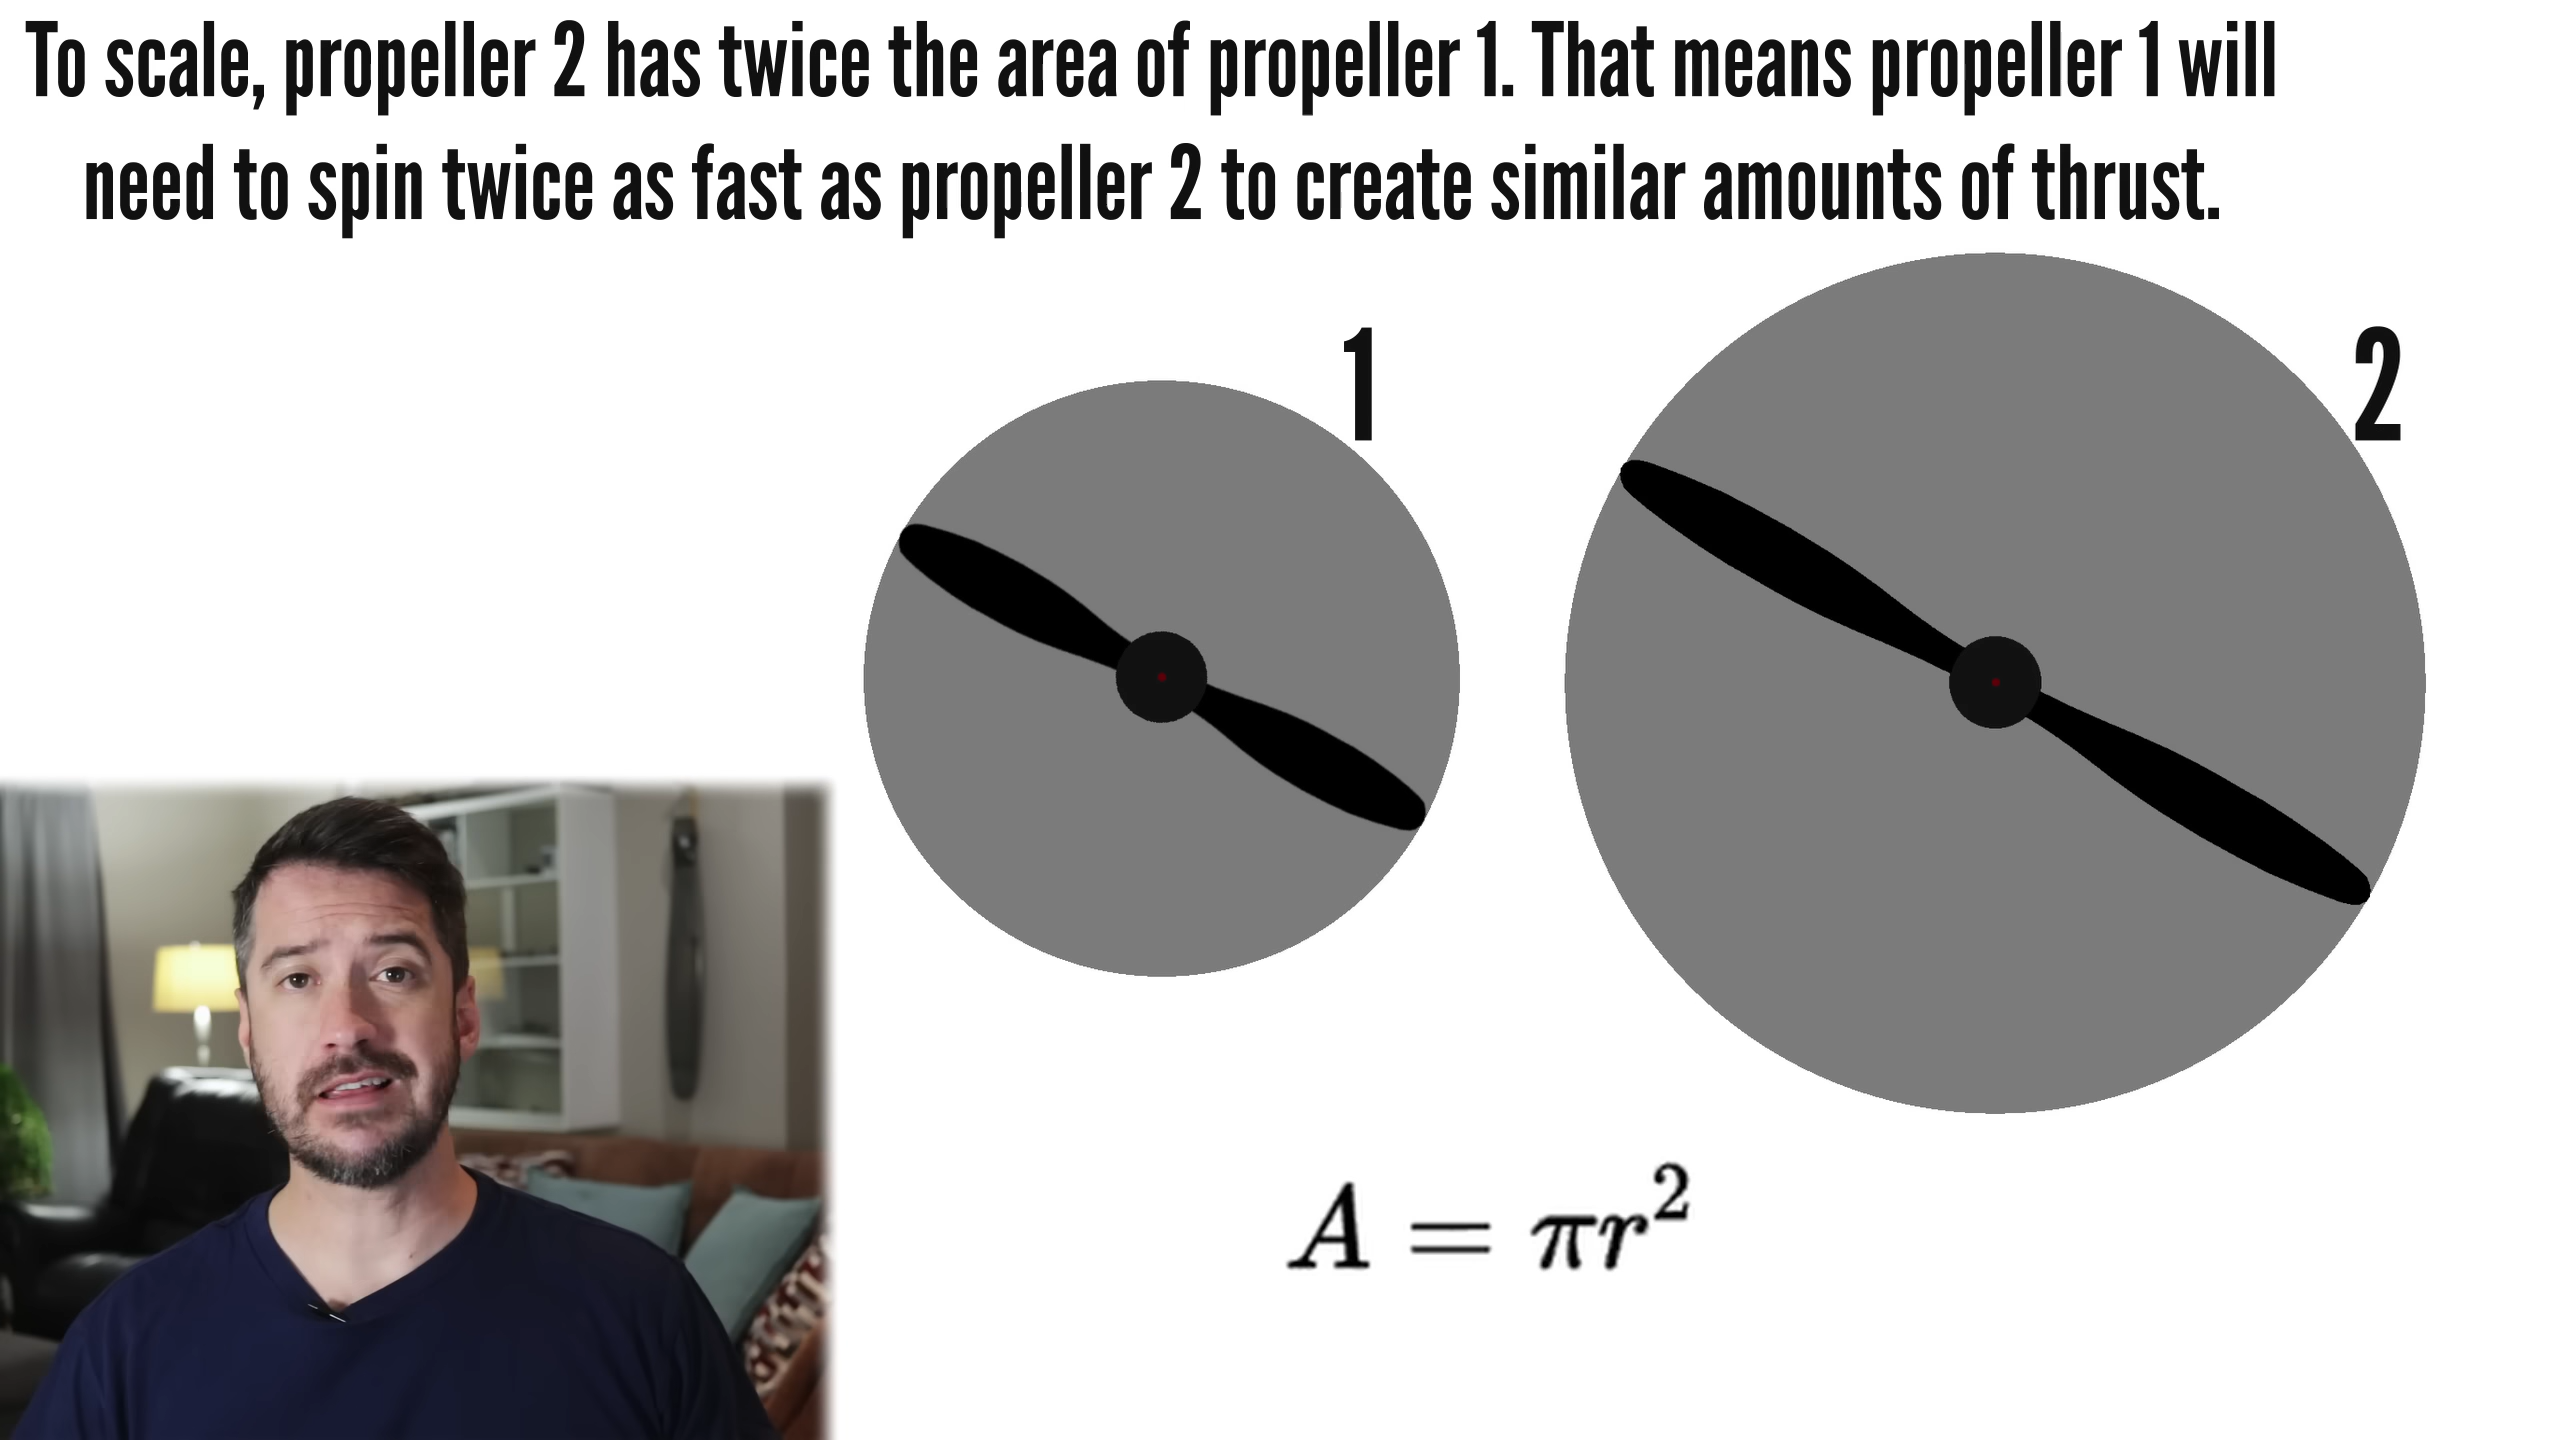 To scale, propeller 2 has twice the area of propeller 1. That means propeller 1 will
need to spin twice as fast as propeller 2 to create similar amounts of thrust.
1
2
A = πr²